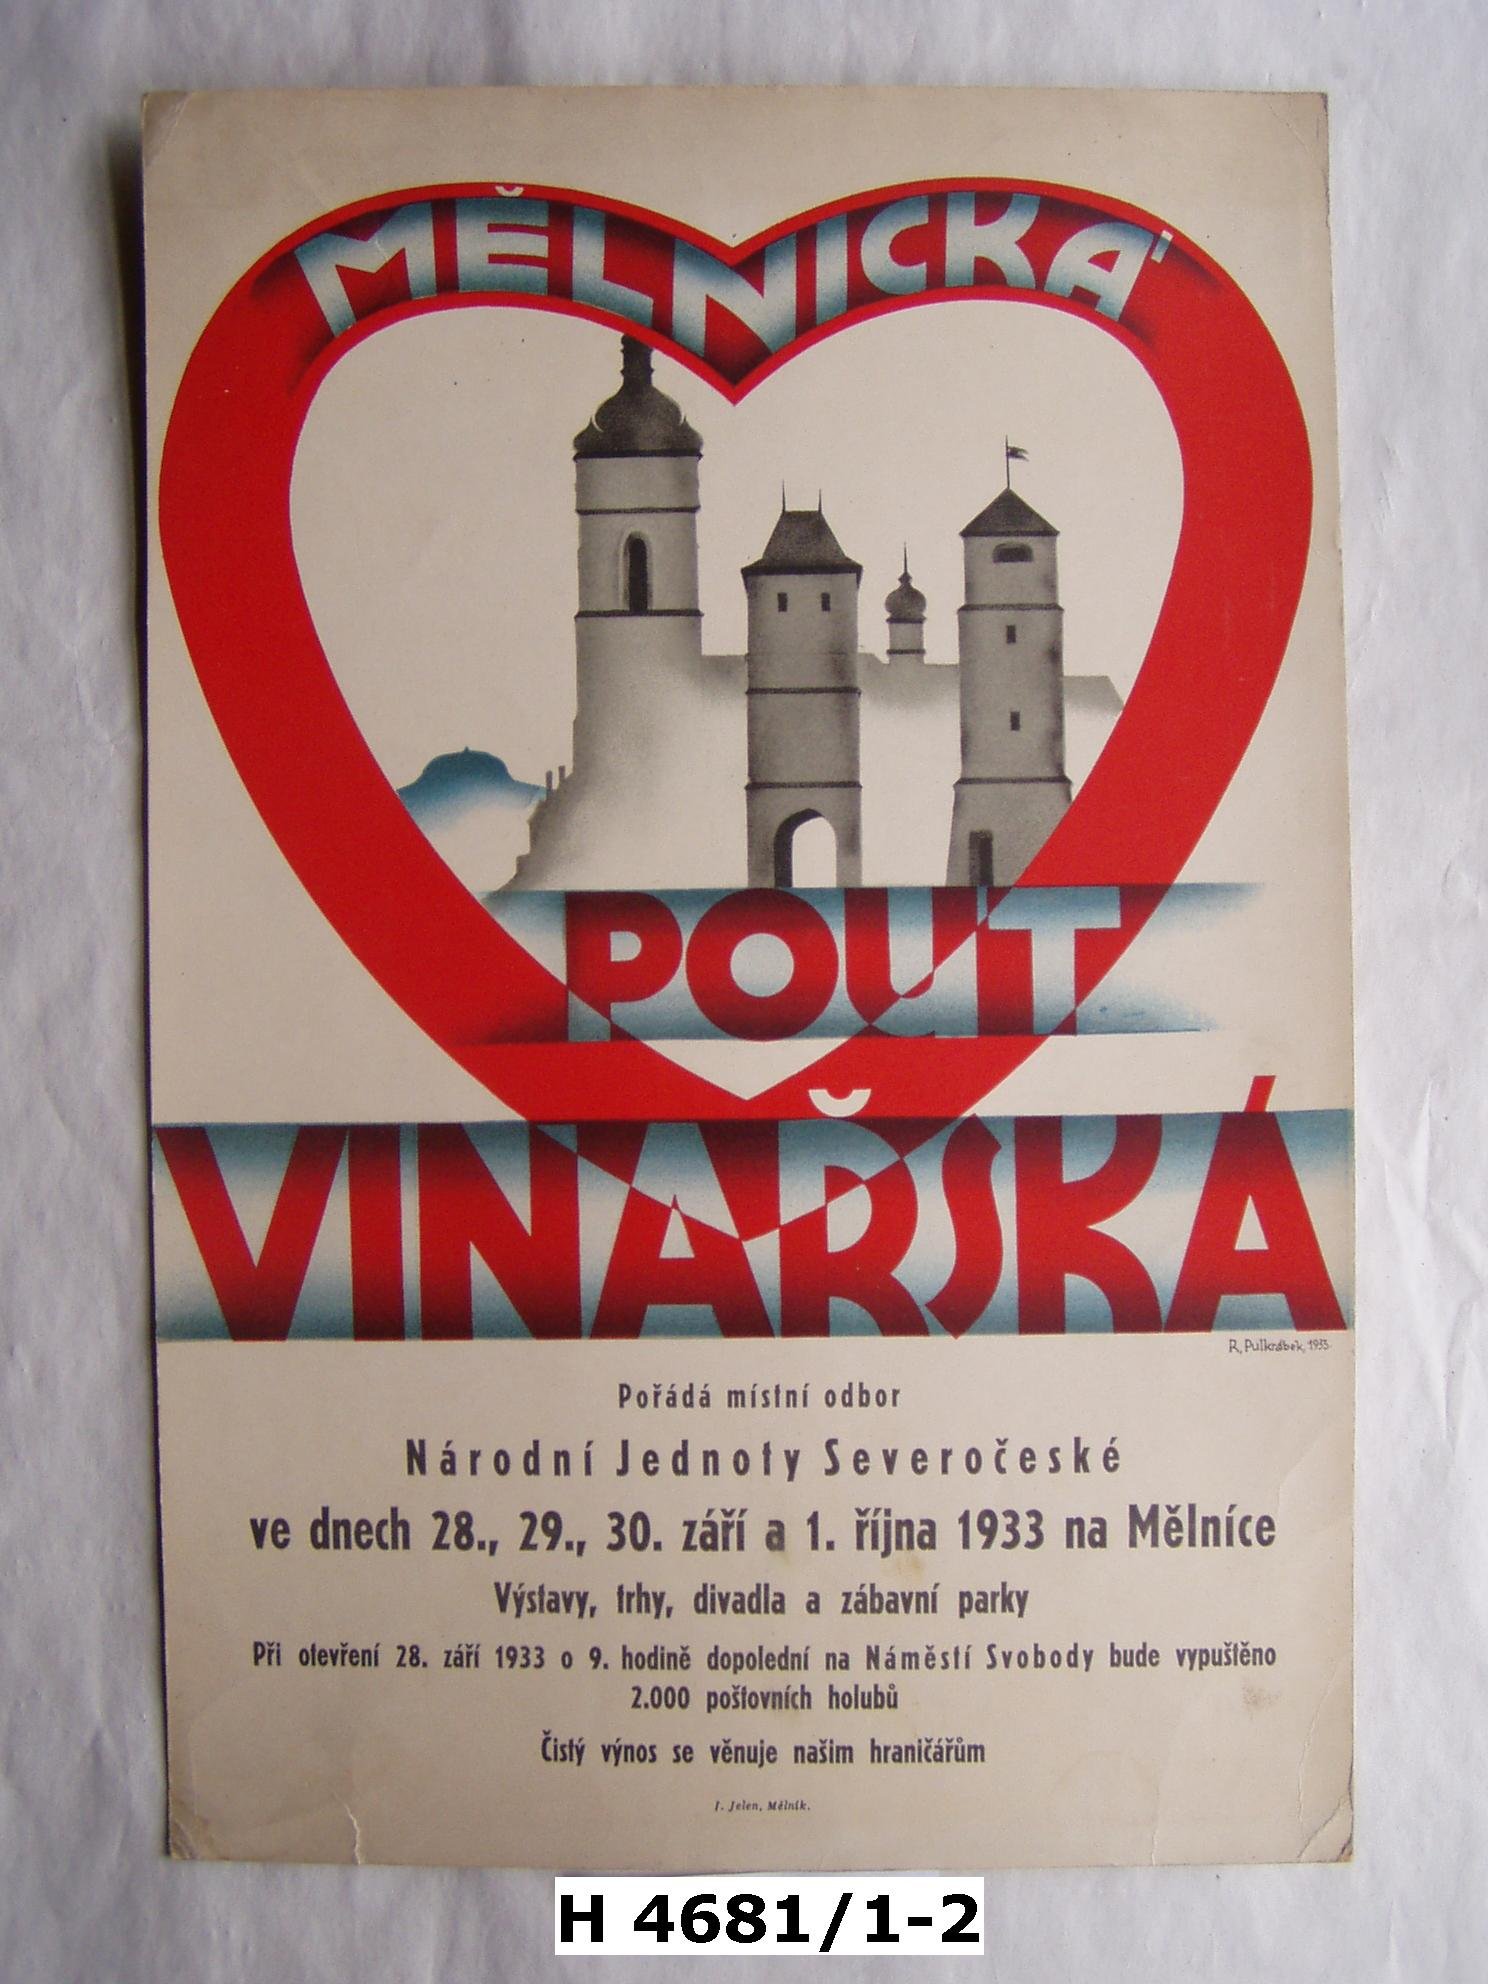 MĚLNICKÁ
POUT
VINAŘSKÁ
R. Pulkrábek, 1933.
Pořádá místní odbor
Národní Jednoty Severočeské
ve dnech 28., 29., 30. září a 1. října 1933 na Mělníce
Výstavy, trhy, divadla a zábavní parky
Při otevření 28. září 1933 o 9. hodině dopolední na Náměstí Svobody bude vypuštěno
2.000 poštovních holubů
Čistý výnos se věnuje našim hraničářům
I. Jelen, Mělník.
H 4681/1-2